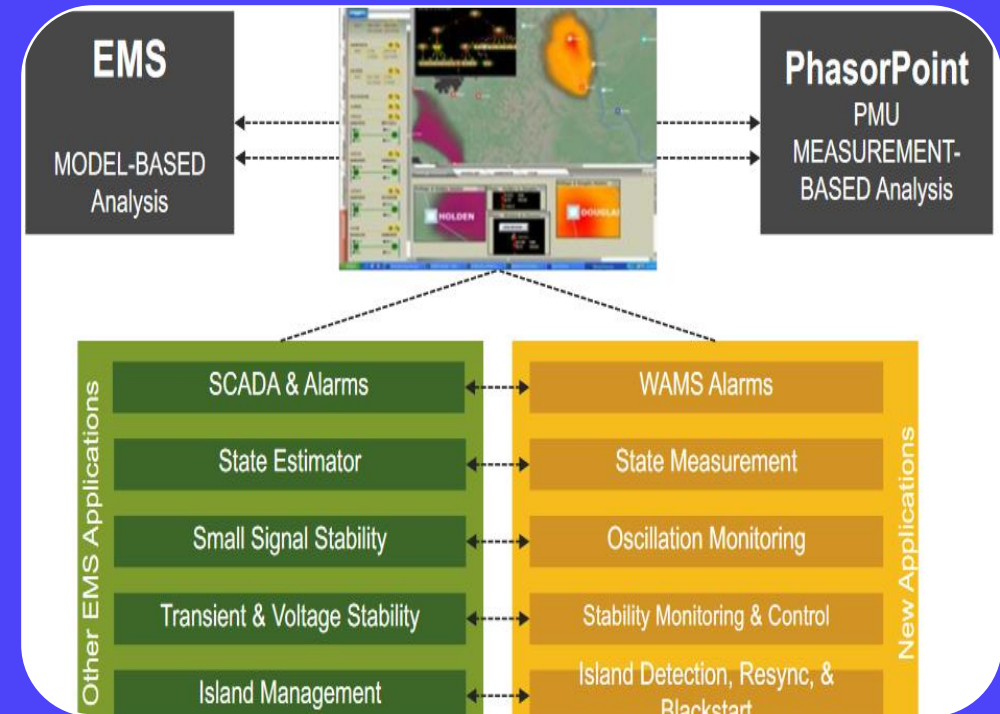 EMS
MODEL-BASED
Analysis
HOLDEN
PhasorPoint
PMU
MEASUREMENT-
BASED Analysis
Other EMS Applications
SCADA & Alarms
State Estimator
Small Signal Stability
Transient & Voltage Stability
Island Management
WAMS Alarms
State Measurement
Oscillation Monitoring
Stability Monitoring & Control
Island Detection, Resync, &
Blackstart
New Applications